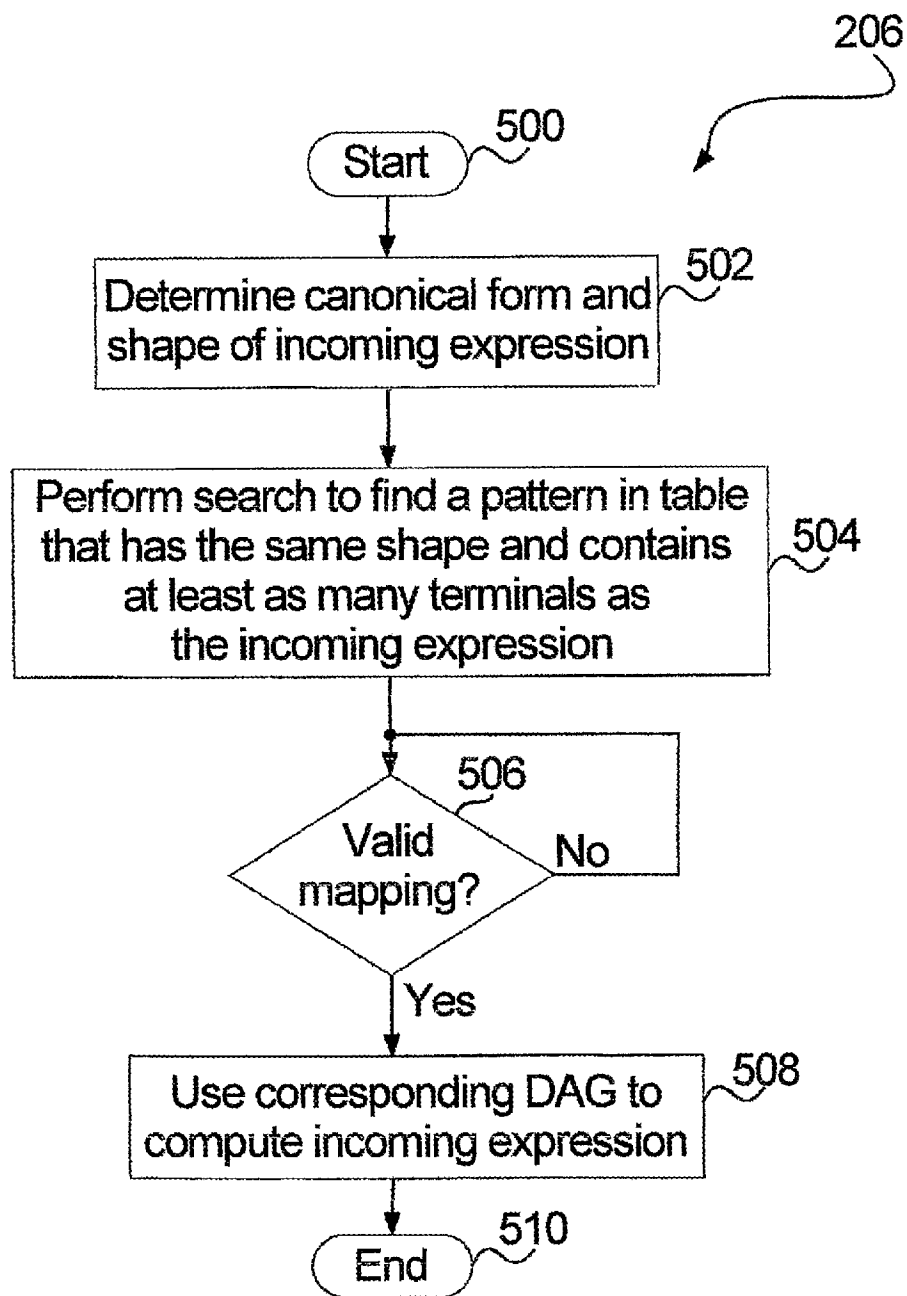 206
Start
500
Determine canonical form and
shape of incoming expression
502
Perform search to find a pattern in table
that has the same shape and contains
at least as many terminals as
the incoming expression
504
506
Valid
mapping?
No
Yes
Use corresponding DAG to
compute incoming expression
508
End
510